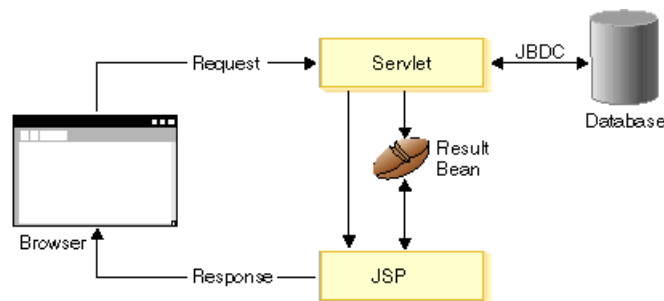 Request
Servlet
JBDC
Database
Result
Bean
Browser
Response
JSP